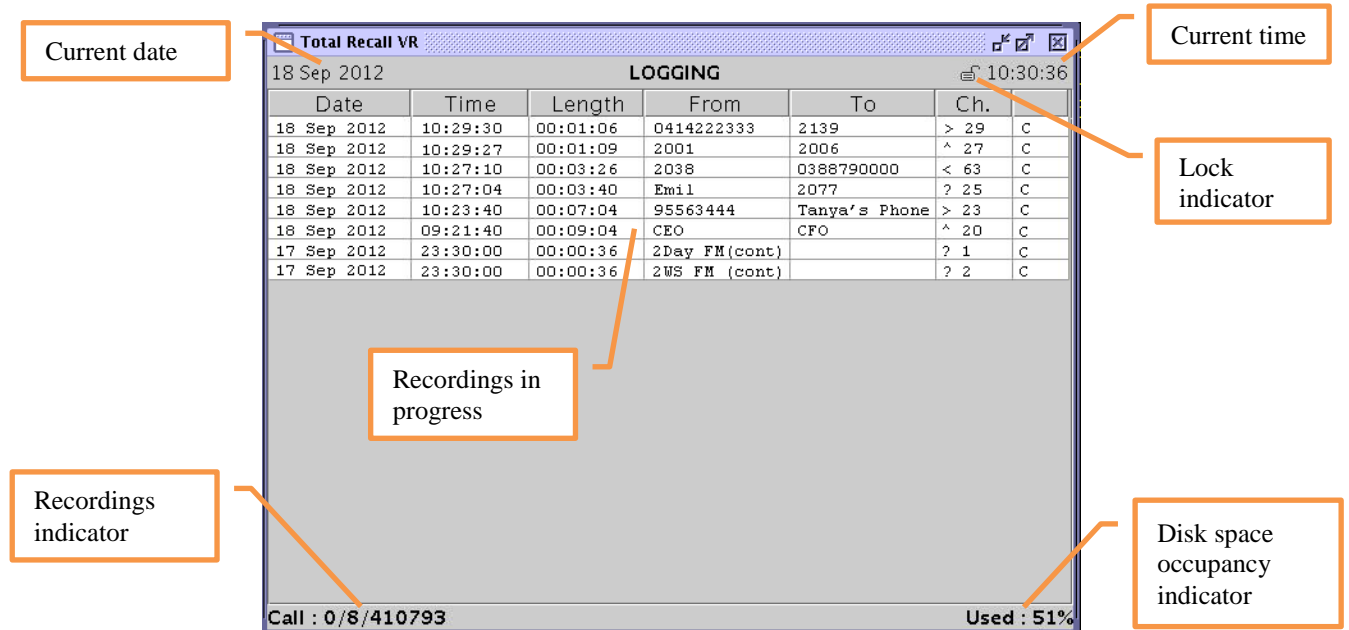 Current date
Total Recall VR
Current time
18 Sep 2012 LOGGING 10:30:36
Date Time Length From To Ch.
18 Sep 2012 10:29:30 00:01:06 0414222333 2139 > 29 C
18 Sep 2012 10:29:27 00:01:09 2001 2006 ^ 27 C
18 Sep 2012 10:27:10 00:03:26 2038 0388790000 < 63 C
18 Sep 2012 10:27:04 00:03:40 Emil 2077 ? 25 C
18 Sep 2012 10:23:40 00:07:04 95563444 Tanya's Phone > 23 C
18 Sep 2012 09:21:40 00:09:04 CEO CFO ^ 20 C
17 Sep 2012 23:30:00 00:00:36 2Day FM(cont) ? 1 C
17 Sep 2012 23:30:00 00:00:36 2WS FM (cont) ? 2 C
Lock
indicator
Recordings in
progress
Recordings
indicator
Disk space
occupancy
indicator
Call : 0/8/410793 Used : 51%